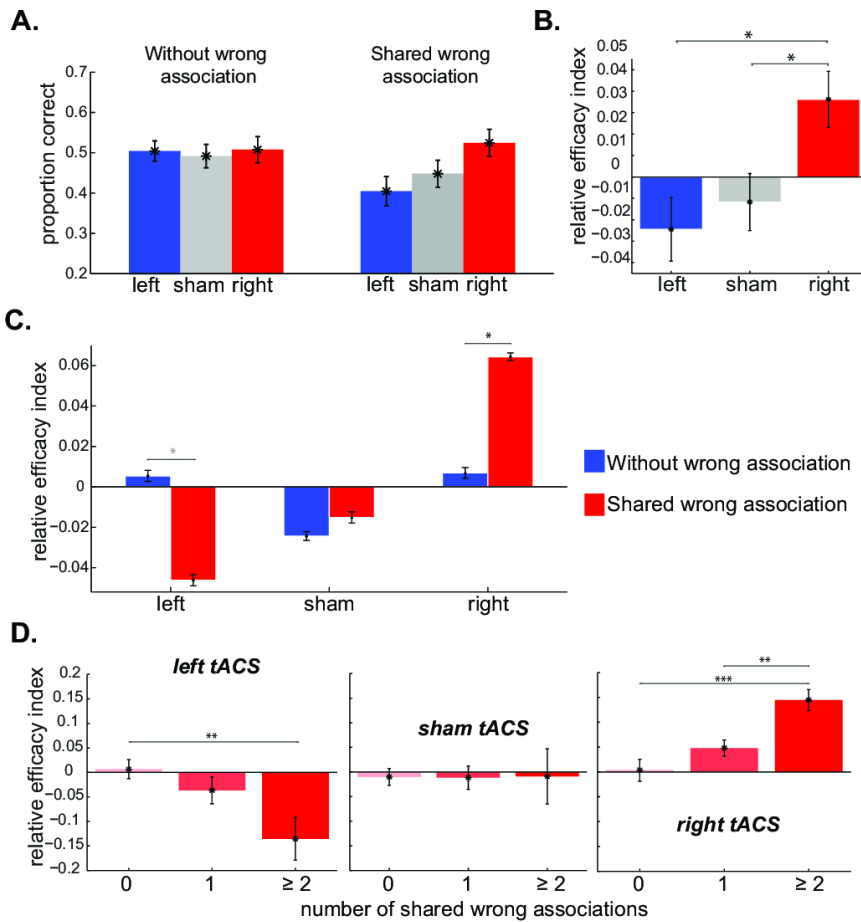 A.
Without wrong
association
Shared wrong
association
proportion correct
0.7
0.6
0.5
0.4
0.3
0.2
left sham right
left sham right
B.
relative efficacy index
0.05
0.04
0.03
0.02
0.01
0
−0.01
−0.02
−0.03
−0.04
*
*
left
sham
right
C.
relative efficacy index
0.06
0.04
0.02
0
−0.02
−0.04
*
*
left
sham
right
Without wrong association
Shared wrong association
D.
relative efficacy index
0.2
0.15
0.1
0.05
0
−0.05
−0.1
−0.15
−0.2
left tACS
**
sham tACS
**
***
right tACS
0 1 ≥ 2
0 1 ≥ 2
0 1 ≥ 2
number of shared wrong associations